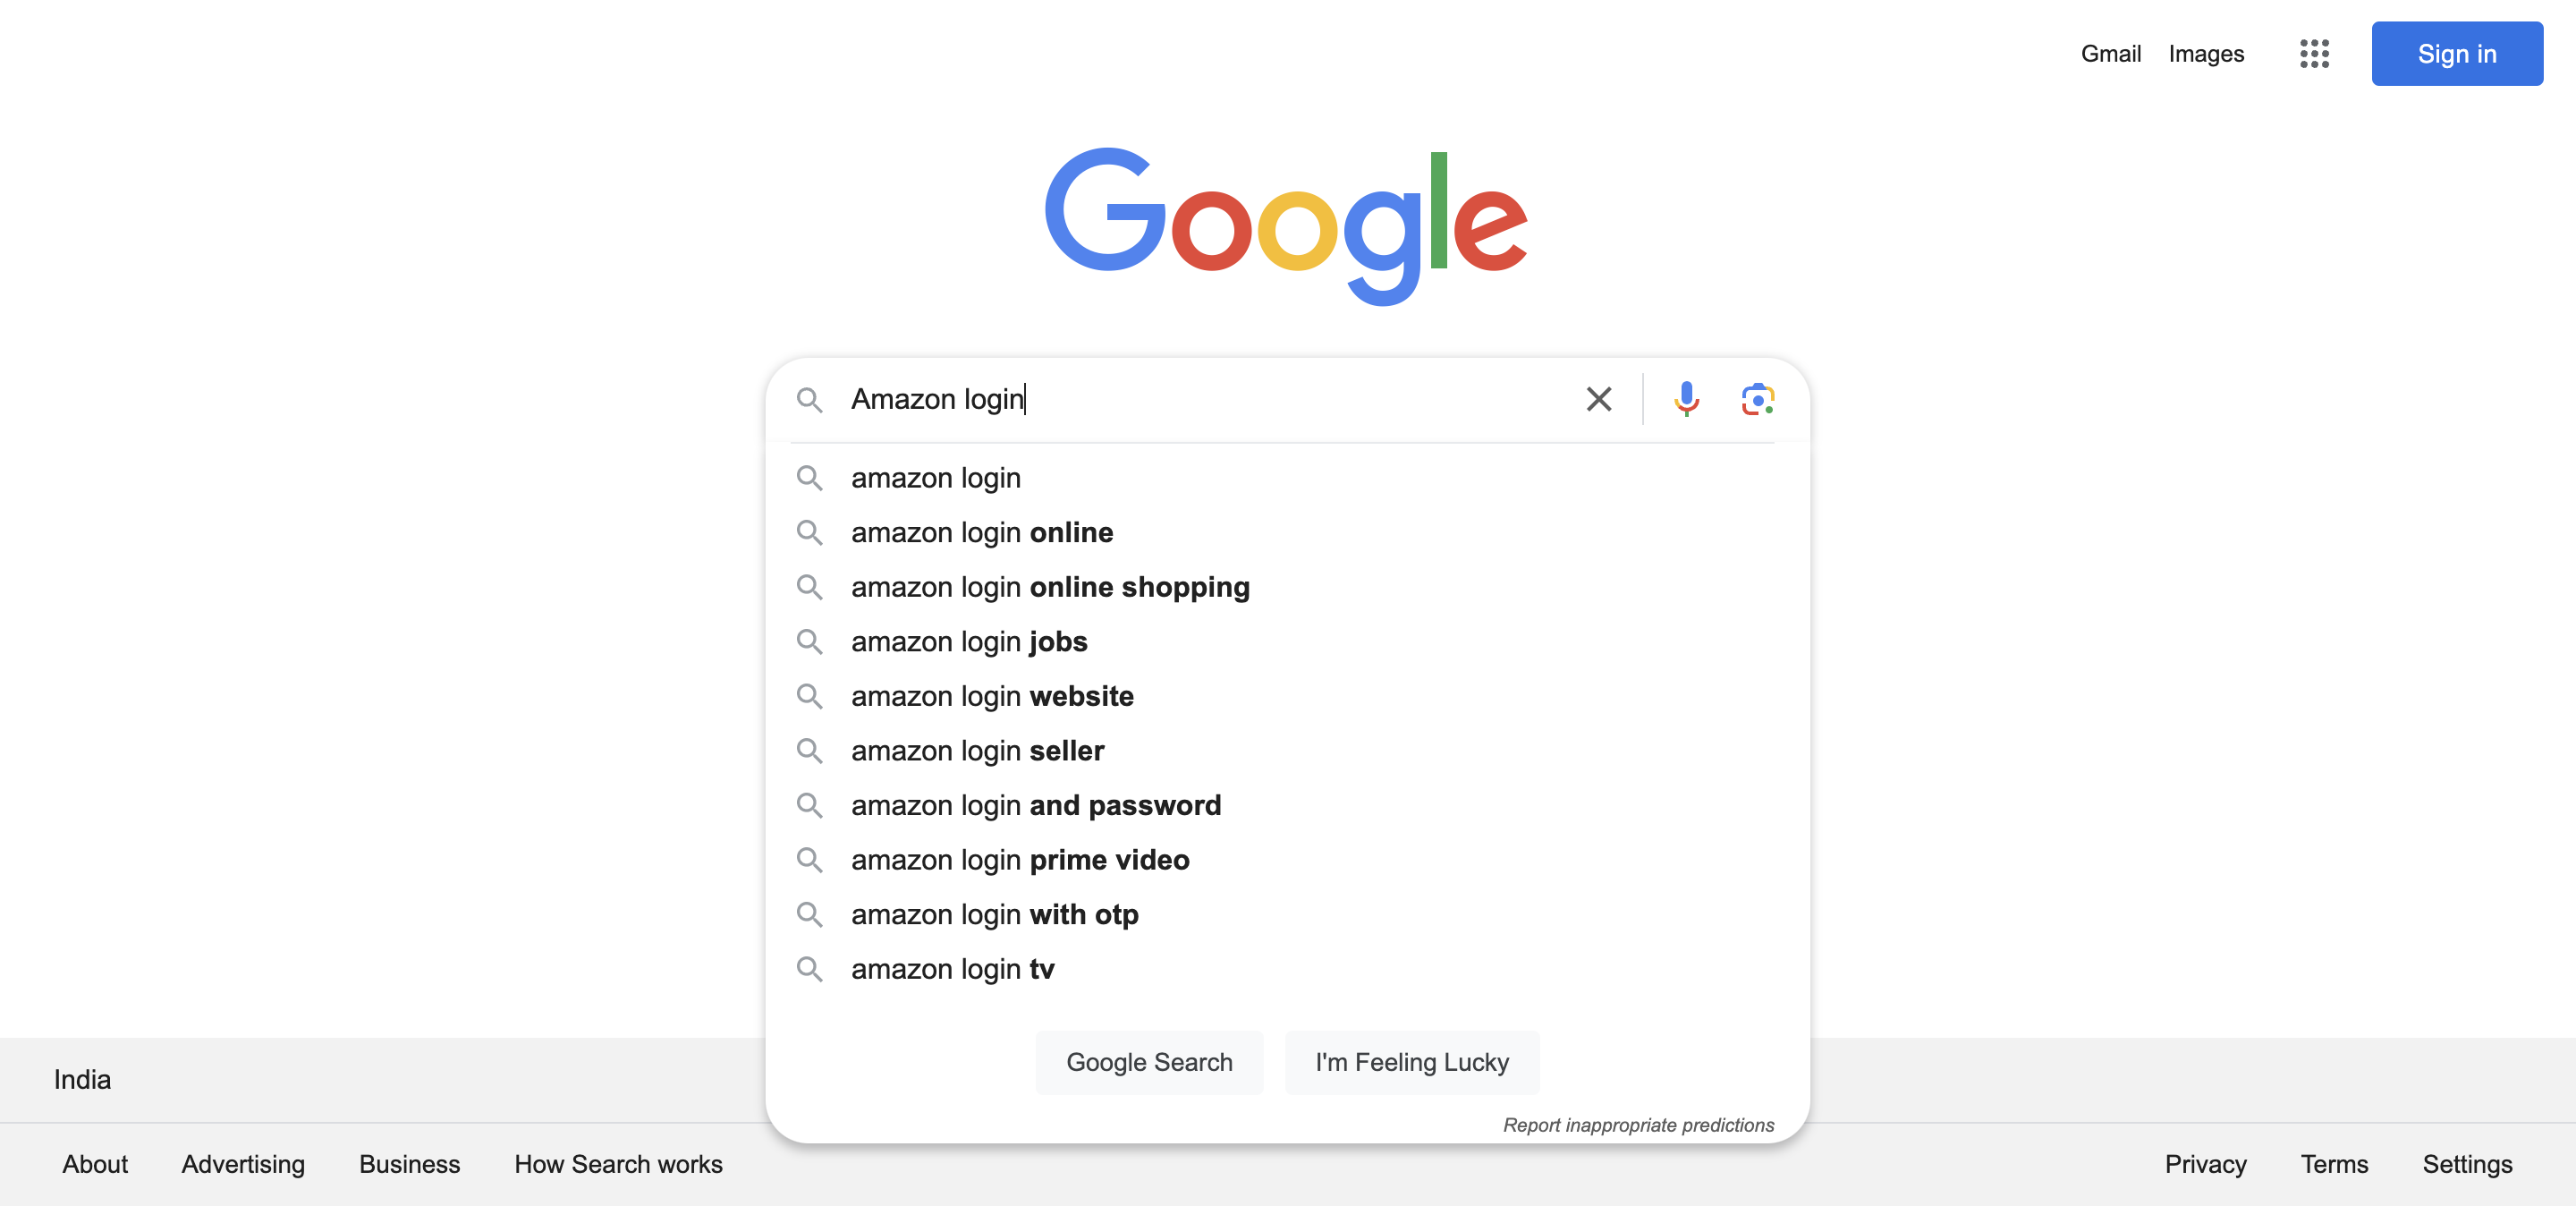 Gmail Images Sign in
Google
Amazon login
amazon login
amazon login online
amazon login online shopping
amazon login jobs
amazon login website
amazon login seller
amazon login and password
amazon login prime video
amazon login with otp
amazon login tv
Google Search I'm Feeling Lucky
Report inappropriate predictions
India
About Advertising Business How Search works Privacy Terms Settings